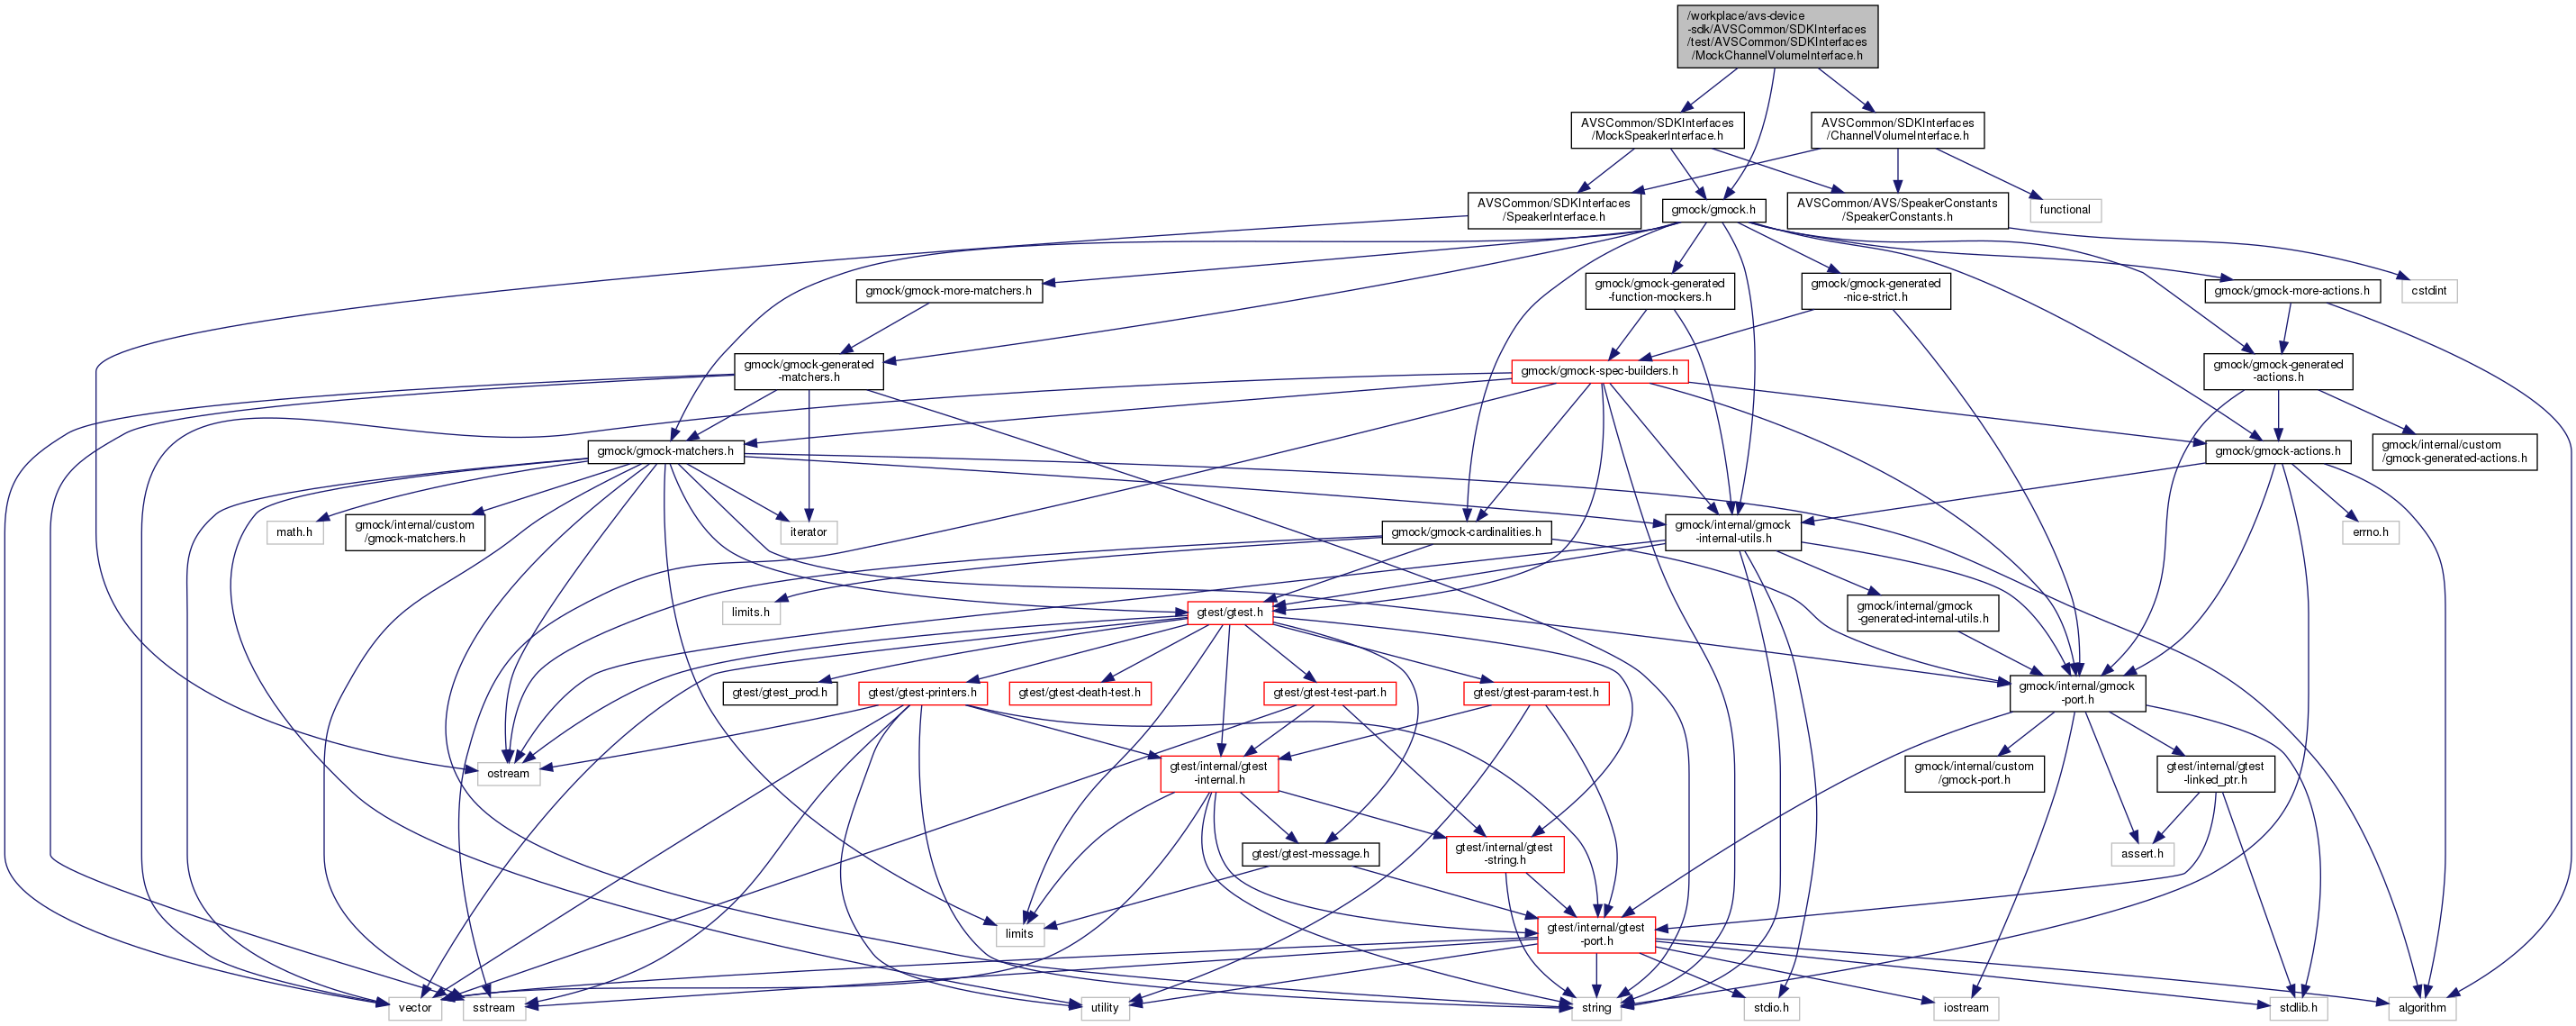 /workplace/avs-device
-sdk/AVSCommon/SDKInterfaces
/test/AVSCommon/SDKInterfaces
/MockChannelVolumeInterface.h
AVSCommon/SDKInterfaces
/MockSpeakerInterface.h
AVSCommon/SDKInterfaces
/ChannelVolumeInterface.h
AVSCommon/SDKInterfaces
/SpeakerInterface.h
gmock/gmock.h
AVSCommon/AVS/SpeakerConstants
/SpeakerConstants.h
functional
gmock/gmock-more-matchers.h
gmock/gmock-generated
-function-mockers.h
gmock/gmock-generated
-nice-strict.h
gmock/gmock-more-actions.h
cstdint
gmock/gmock-generated
-matchers.h
gmock/gmock-spec-builders.h
gmock/gmock-generated
-actions.h
gmock/gmock-matchers.h
gmock/gmock-actions.h
gmock/internal/custom
/gmock-generated-actions.h
math.h
gmock/internal/custom
/gmock-matchers.h
iterator
gmock/gmock-cardinalities.h
gmock/internal/gmock
-internal-utils.h
errno.h
limits.h
gtest/gtest.h
gmock/internal/gmock
-generated-internal-utils.h
gtest/gtest_prod.h
gtest/gtest-printers.h
gtest/gtest-death-test.h
gtest/gtest-test-part.h
gtest/gtest-param-test.h
gmock/internal/gmock
-port.h
ostream
gtest/internal/gtest
-internal.h
gmock/internal/custom
/gmock-port.h
gtest/internal/gtest
-linked_ptr.h
gtest/gtest-message.h
gtest/internal/gtest
-string.h
assert.h
limits
gtest/internal/gtest
-port.h
vector
sstream
utility
string
stdio.h
iostream
stdlib.h
algorithm